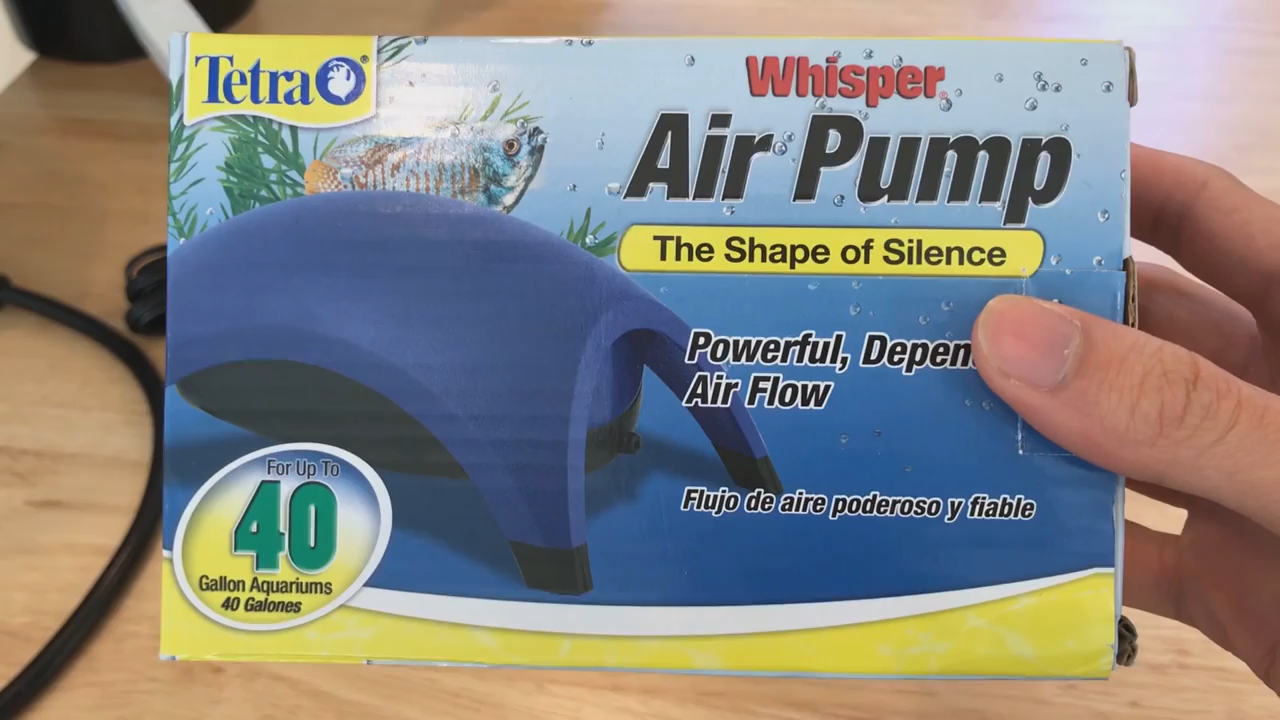 Tetra
Whisper
Air Pump
The Shape of Silence
Powerful,
Air Flow
Flujo de aire poderoso y fiable
For Up To
40
Gallon Aquariums
40 Galones